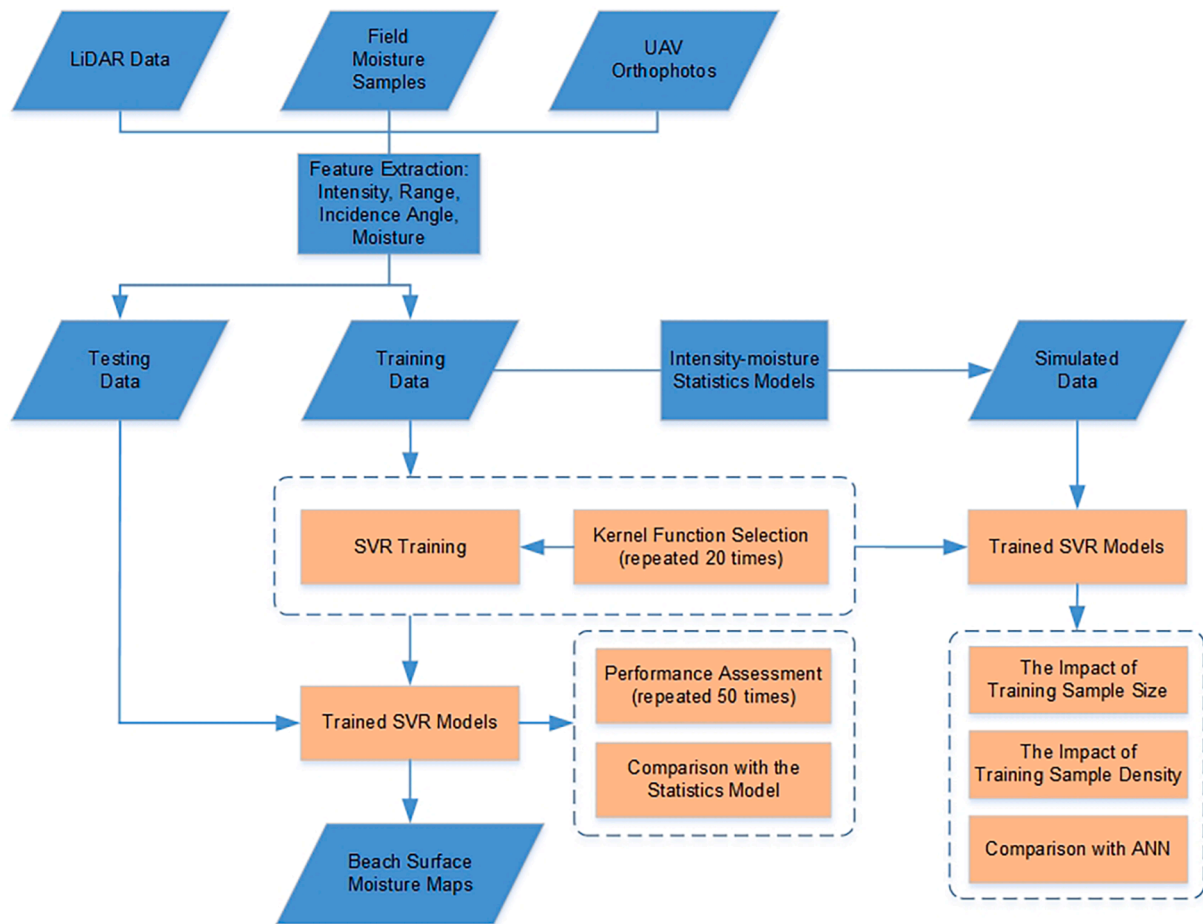 LiDAR Data
Field
Moisture
Samples
UAV
Orthophotos
Feature Extraction:
Intensity, Range,
Incidence Angle,
Moisture
Testing
Data
Training
Data
Intensity-moisture
Statistics Models
Simulated
Data
SVR Training
Kernel Function Selection
(repeated 20 times)
Trained SVR Models
Trained SVR Models
Performance Assessment
(repeated 50 times)
Comparison with the
Statistics Model
The Impact of
Training Sample Size
The Impact of
Training Sample Density
Comparison with ANN
Beach Surface
Moisture Maps